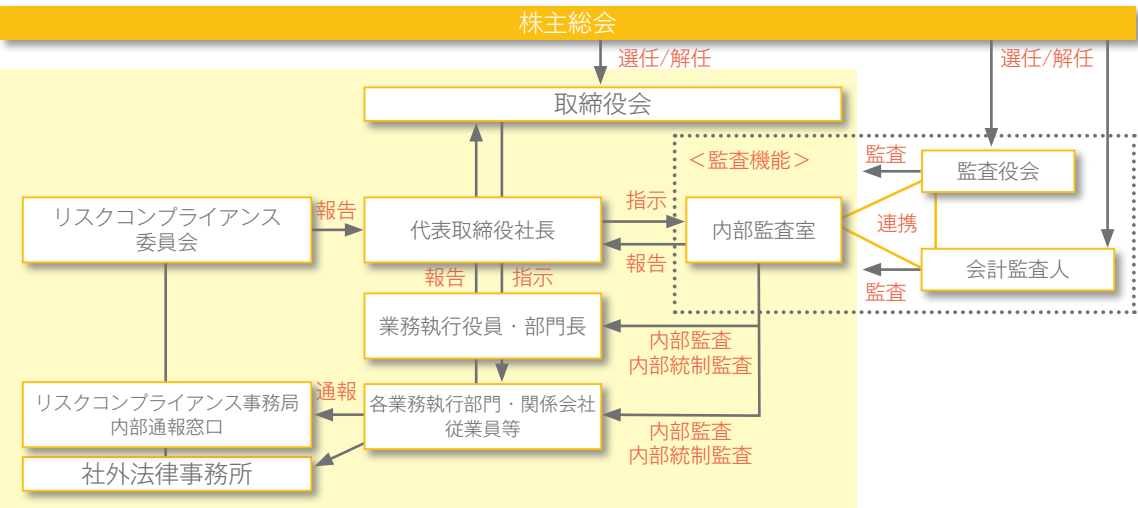 株主総会
選任/解任
選任/解任
取締役会
<監査機能>
監査
監査役会
リスクコンプライアンス
委員会
報告
代表取締役社長
指示
報告
内部監査室
連携
会計監査人
監査
報告
指示
業務執行役員・部門長
内部監査
内部統制監査
リスクコンプライアンス事務局
内部通報窓口
通報
各業務執行部門・関係会社
従業員等
内部監査
内部統制監査
社外法律事務所